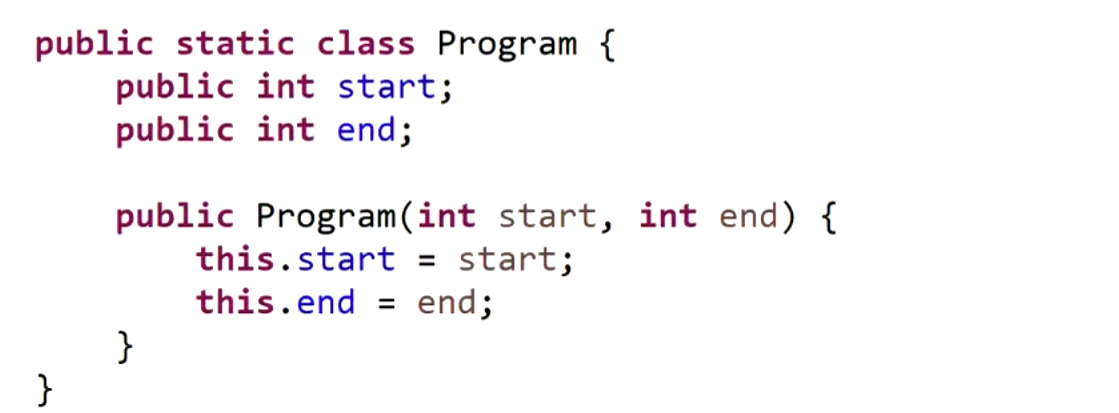 public static class Program {
    public int start;
    public int end;

    public Program(int start, int end) {
        this.start = start;
        this.end = end;
    }
}